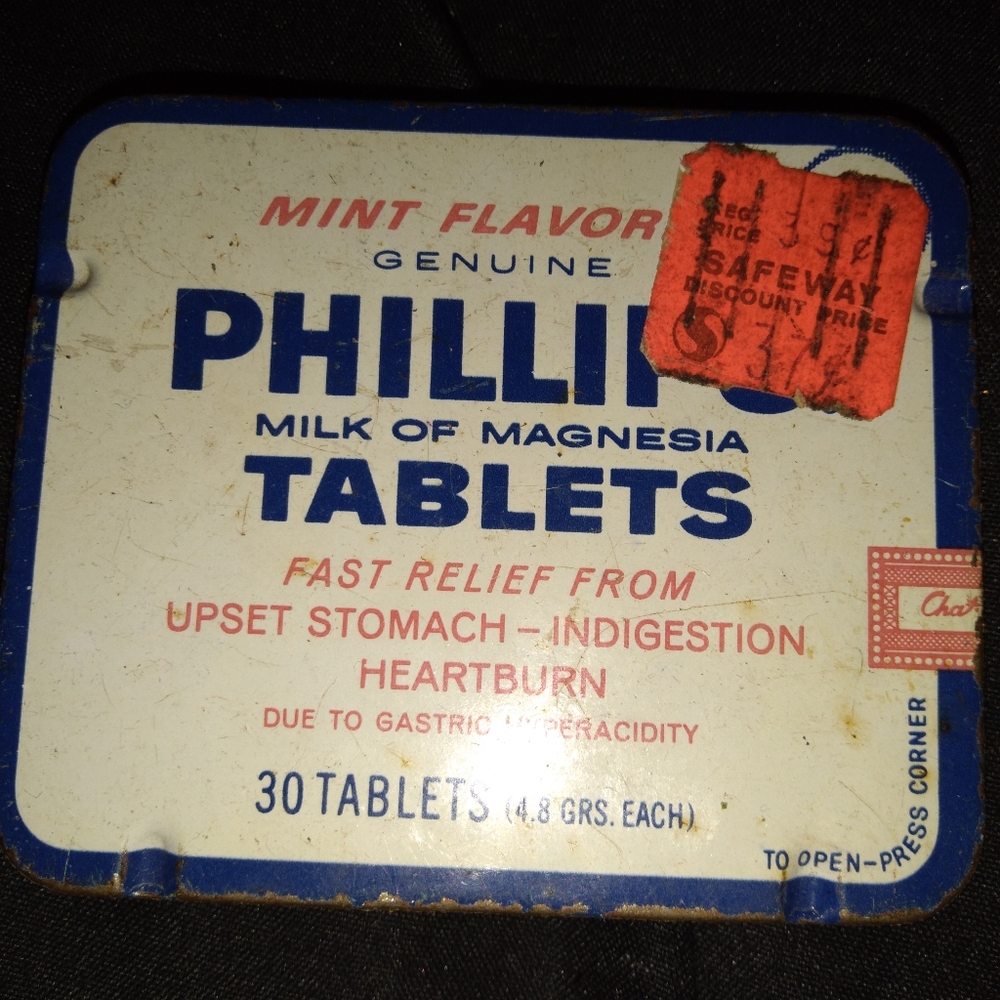 MINT FLAVOR
GENUINE
PHILLIPS
MILK OF MAGNESIA
TABLETS
FAST RELIEF FROM
UPSET STOMACH – INDIGESTION
HEARTBURN
DUE TO GASTRIC HYPERACIDITY
30 TABLETS (4.8 GRS. EACH)
TO OPEN–PRESS CORNER
REG.
PRICE 39¢
SAFEWAY
DISCOUNT PRICE
37¢